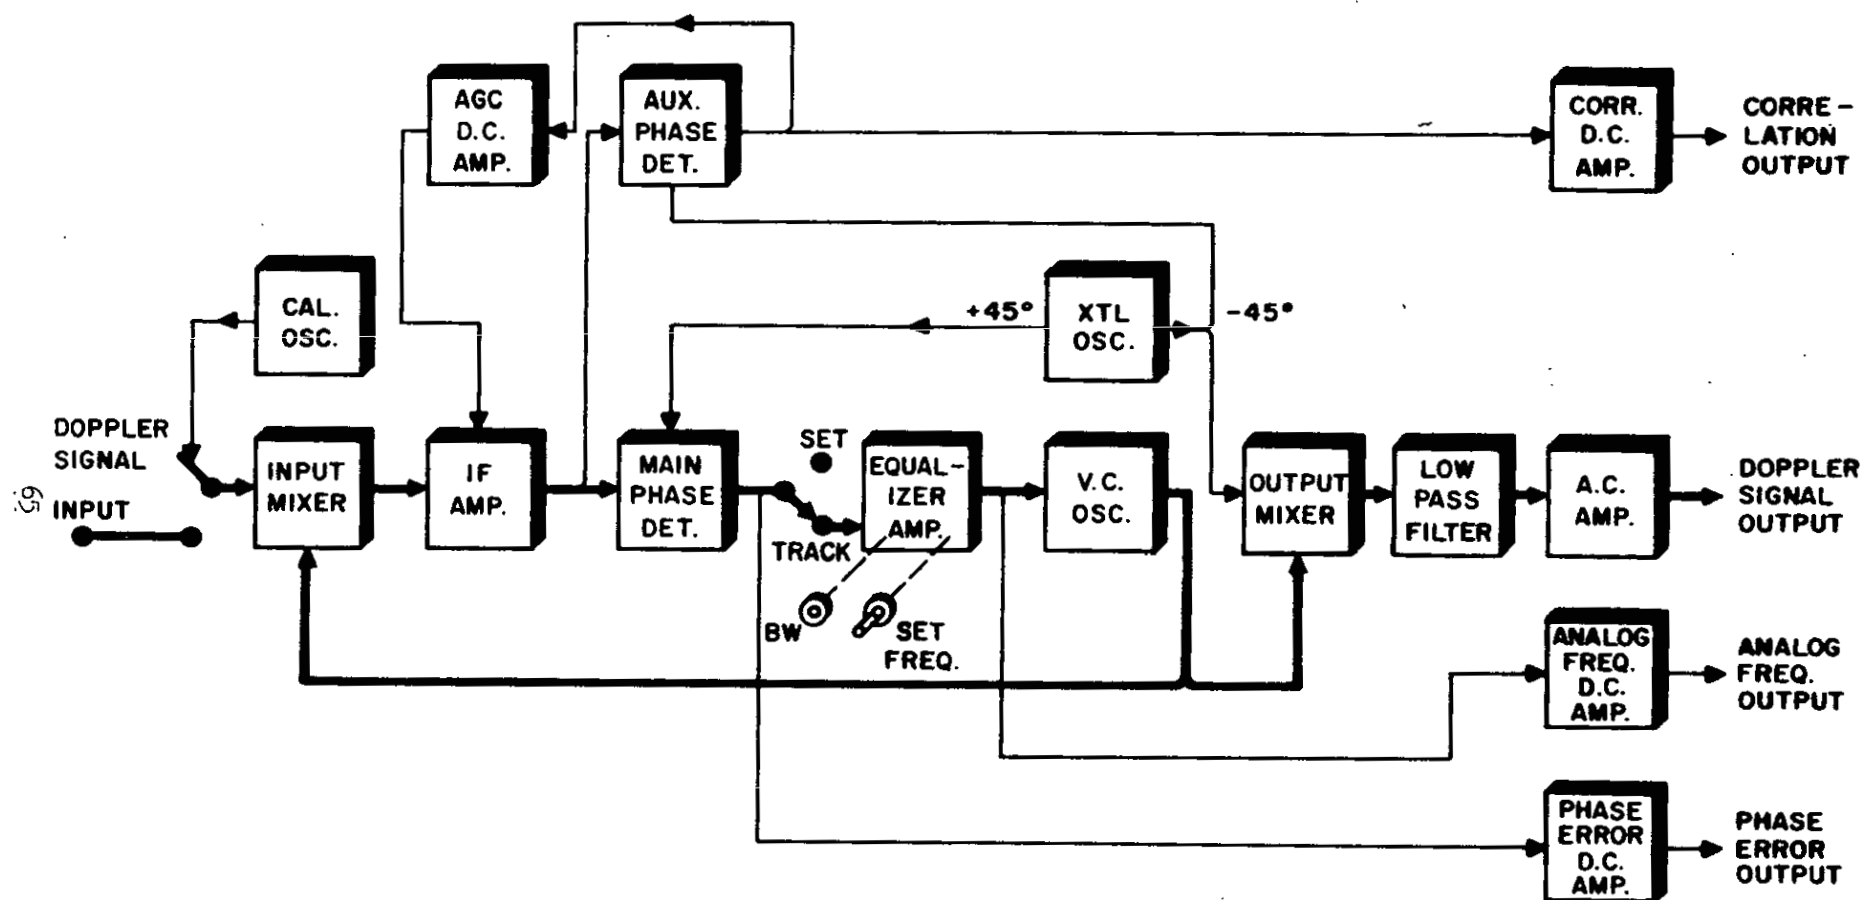 AGC
D.C.
AMP.
AUX.
PHASE
DET.
CORR.
D.C.
AMP.
CORRE-
LATION
OUTPUT
CAL.
OSC.
+45°
XTL
OSC.
-45°
DOPPLER
SIGNAL
INPUT
INPUT
MIXER
IF
AMP.
MAIN
PHASE
DET.
SET
TRACK
EQUAL-
IZER
AMP.
BW
SET
FREQ.
V.C.
OSC.
OUTPUT
MIXER
LOW
PASS
FILTER
A.C.
AMP.
DOPPLER
SIGNAL
OUTPUT
ANALOG
FREQ.
D.C.
AMP.
ANALOG
FREQ.
OUTPUT
PHASE
ERROR
D.C.
AMP.
PHASE
ERROR
OUTPUT